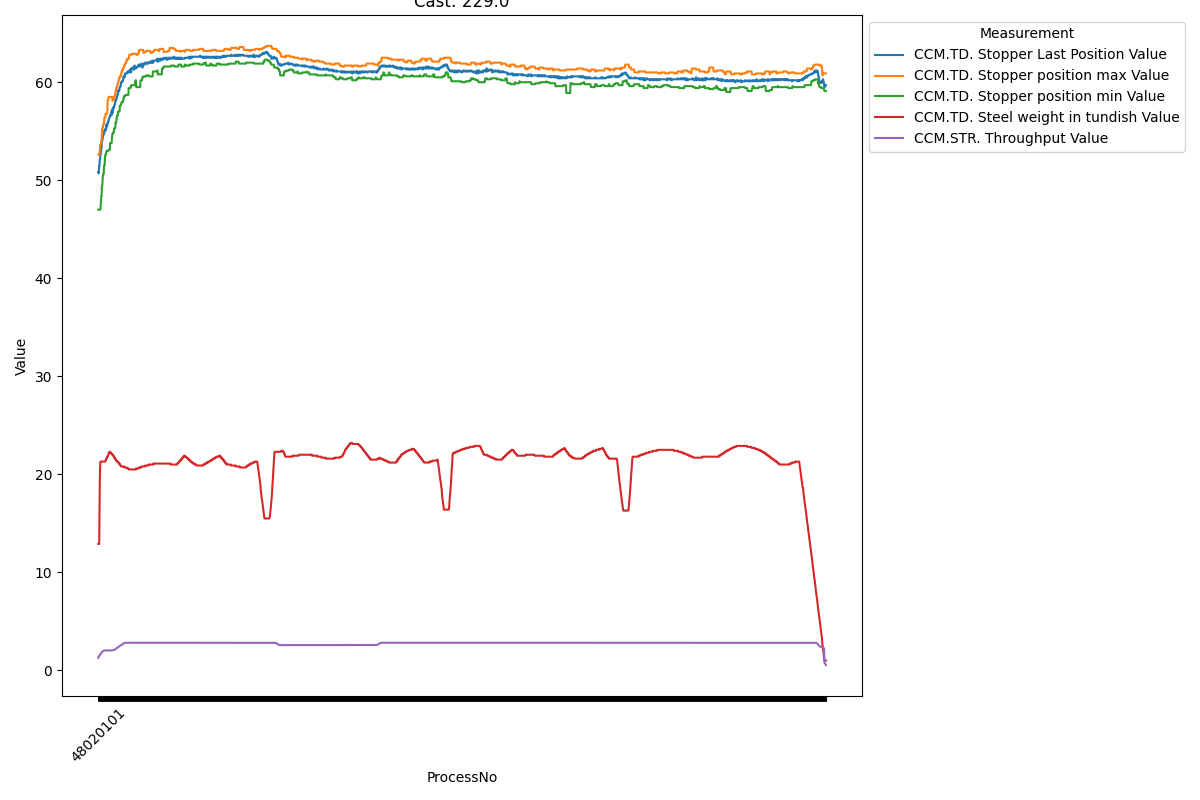 Cast: 229.0
Measurement
CCM.TD. Stopper Last Position Value
CCM.TD. Stopper position max Value
CCM.TD. Stopper position min Value
CCM.TD. Steel weight in tundish Value
CCM.STR. Throughput Value
60
50
40
30
20
10
0
Value
48020101
ProcessNo